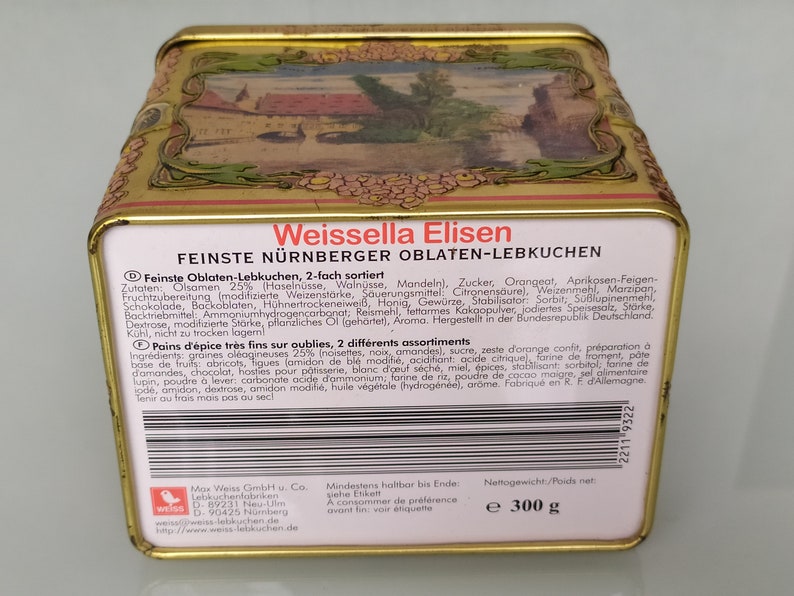 Weissella Elisen
FEINSTE NÜRNBERGER OBLATEN-LEBKUCHEN
D Feinste Oblaten-Lebkuchen, 2-fach sortiert
Zutaten: Ölsamen 25% (Haselnüsse, Walnüsse, Mandeln), Zucker, Orangeat, Aprikosen-Feigen-
Fruchtzubereitung (modifizierte Weizenstärke, Säuerungsmittel: Citronensäure), Weizenmehl, Marzipan,
Schokolade, Backoblaten, Hühnertrockeneiweiß, Honig, Gewürze, Stabilisator: Sorbit; Süßlupinenmehl,
Backtriebmittel: Ammoniumhydrogencarbonat; Reismehl, fettarmes Kakaopulver, jodiertes Speisesalz, Stärke,
Dextrose, modifizierte Stärke, pflanzliches Öl (gehärtet), Aroma. Hergestellt in der Bundesrepublik Deutschland.
Kühl, nicht zu trocken lagern!
F Pains d'épice très fins sur oublies, 2 différents assortiments
Ingrédients: graines oléagineuses 25% (noisettes, noix, amandes), sucre, zeste d'orange confit, préparation à
base de fruits: abricots, figues (amidon de blé modifié, acidifiant: acide citrique), farine de froment, pâte
d'amandes, chocolat, hosties pour pâtisserie, blanc d'œuf séché, miel, épices, stabilisant: sorbitol; farine de
lupin, poudre à lever: carbonate acide d'ammonium; farine de riz, poudre de cacao maigre, sel alimentaire
iodé, amidon, dextrose, amidon modifié, huile végétale (hydrogénée), arôme. Fabriqué en R. F. d'Allemagne.
Tenir au frais mais pas au sec!
2211 9322
WEISS
Max Weiss GmbH u. Co.
Lebkuchenfabriken
D- 89231 Neu-Ulm
D- 90425 Nürnberg
weiss@weiss-lebkuchen.de
http://www.weiss-lebkuchen.de
Mindestens haltbar bis Ende:
siehe Etikett
À consommer de préférence
avant fin: voir étiquette
Nettogewicht:/Poids net:
e 300 g